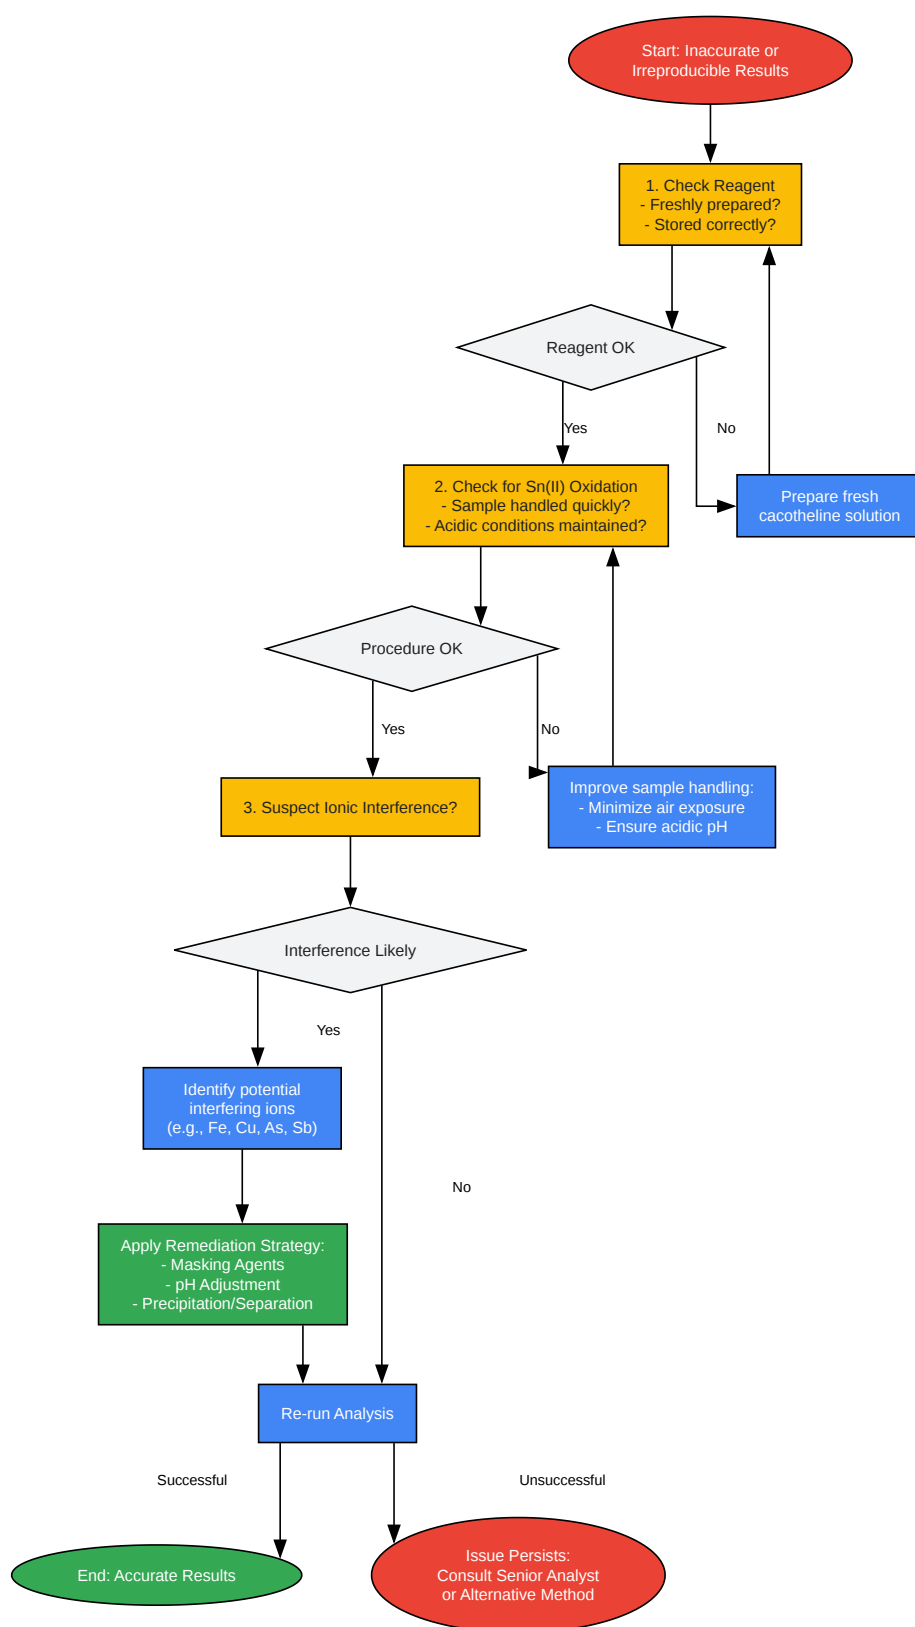 Start: Inaccurate or
Irreproducible Results
1. Check Reagent
- Freshly prepared?
- Stored correctly?
Reagent OK
Yes
No
2. Check for Sn(II) Oxidation
- Sample handled quickly?
- Acidic conditions maintained?
Prepare fresh
cacotheline solution
Procedure OK
Yes
No
3. Suspect Ionic Interference?
Improve sample handling:
- Minimize air exposure
- Ensure acidic pH
Interference Likely
Yes
Identify potential
interfering ions
(e.g., Fe, Cu, As, Sb)
No
Apply Remediation Strategy:
- Masking Agents
- pH Adjustment
- Precipitation/Separation
Re-run Analysis
Successful
Unsuccessful
End: Accurate Results
Issue Persists:
Consult Senior Analyst
or Alternative Method